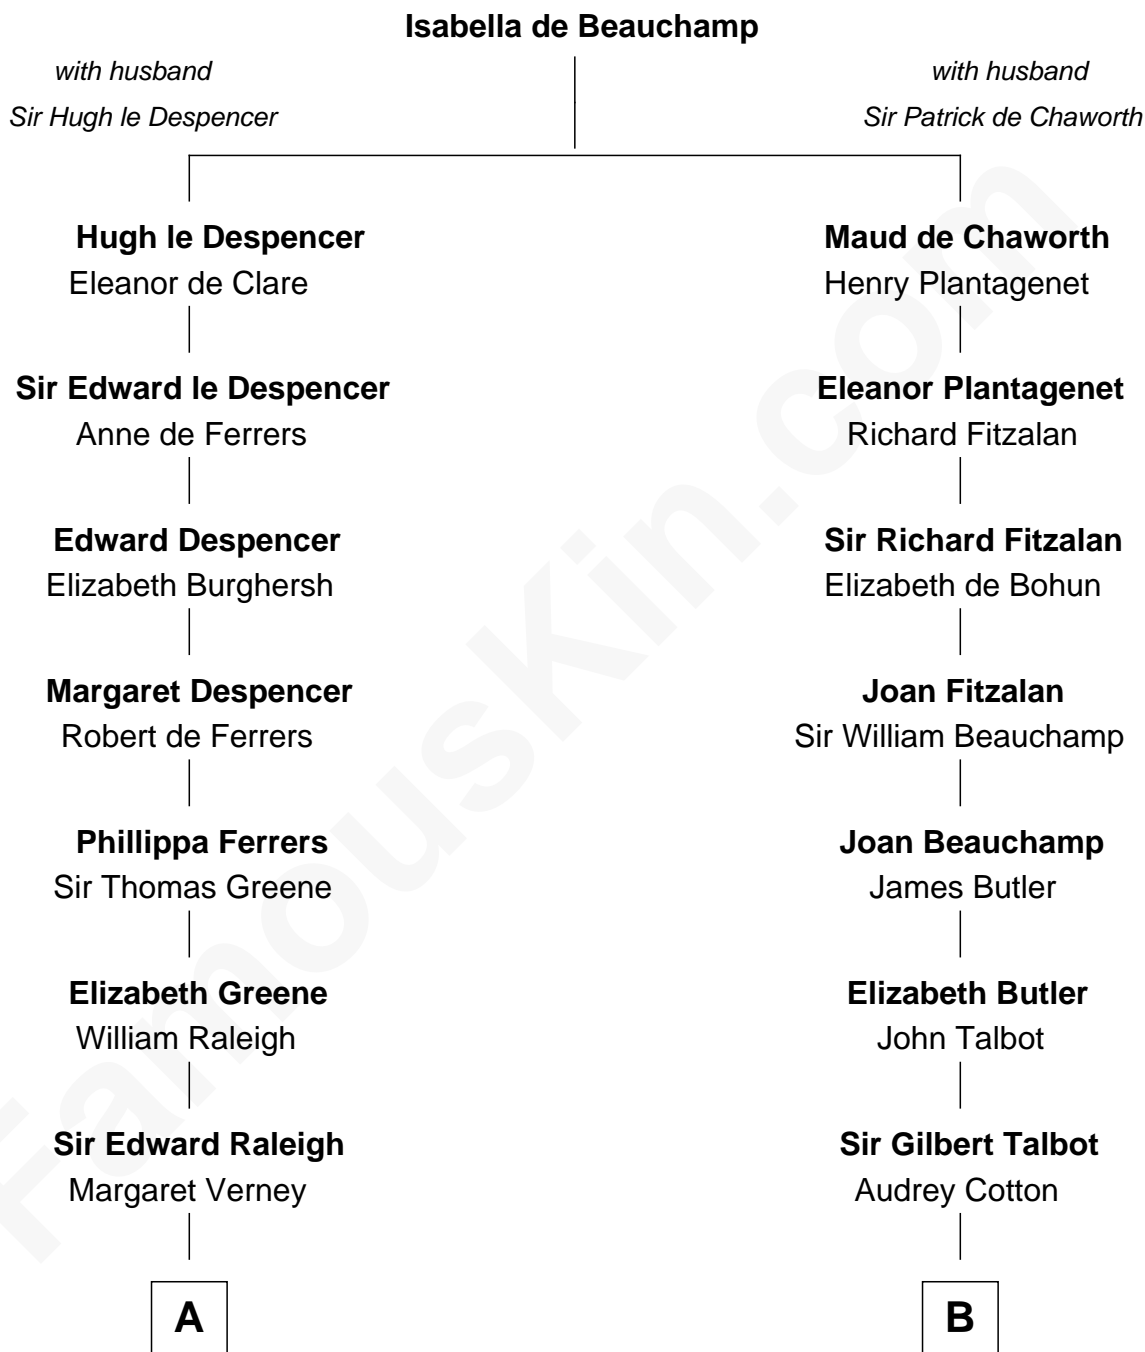 Isabella de Beauchamp
with husband
Sir Hugh le Despencer
with husband
Sir Patrick de Chaworth
Hugh le Despencer
Eleanor de Clare
Maud de Chaworth
Henry Plantagenet
Sir Edward le Despencer
Anne de Ferrers
Eleanor Plantagenet
Richard Fitzalan
Edward Despencer
Elizabeth Burghersh
Sir Richard Fitzalan
Elizabeth de Bohun
Margaret Despencer
Robert de Ferrers
Joan Fitzalan
Sir William Beauchamp
Phillippa Ferrers
Sir Thomas Greene
Joan Beauchamp
James Butler
Elizabeth Greene
William Raleigh
Elizabeth Butler
John Talbot
Sir Edward Raleigh
Margaret Verney
Sir Gilbert Talbot
Audrey Cotton
A
B
FamousKin.com